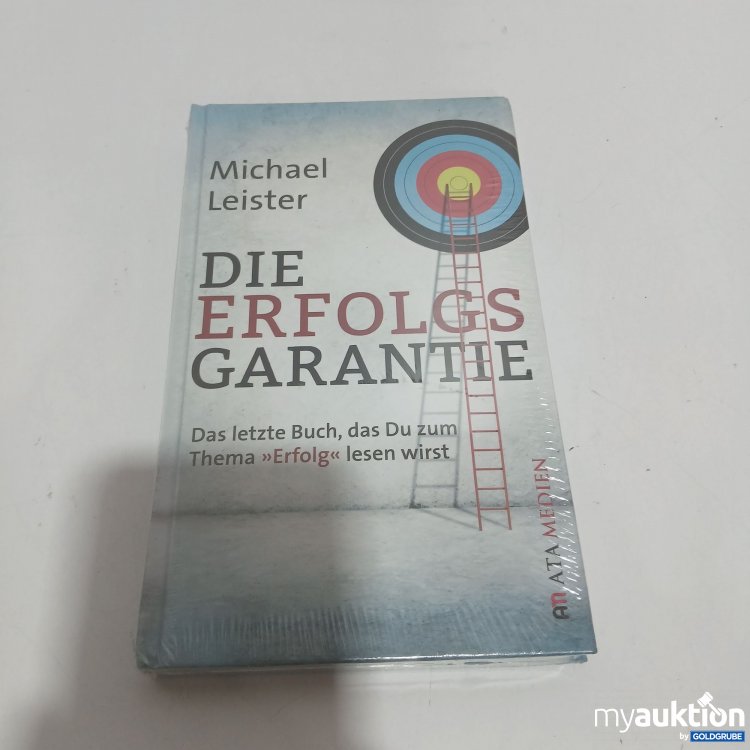 Michael
Leister
DIE
ERFOLGS
GARANTIE
Das letzte Buch, das Du zum
Thema »Erfolg« lesen wirst
ATA MEDIEN
myauktion
by GOLDGRUBE